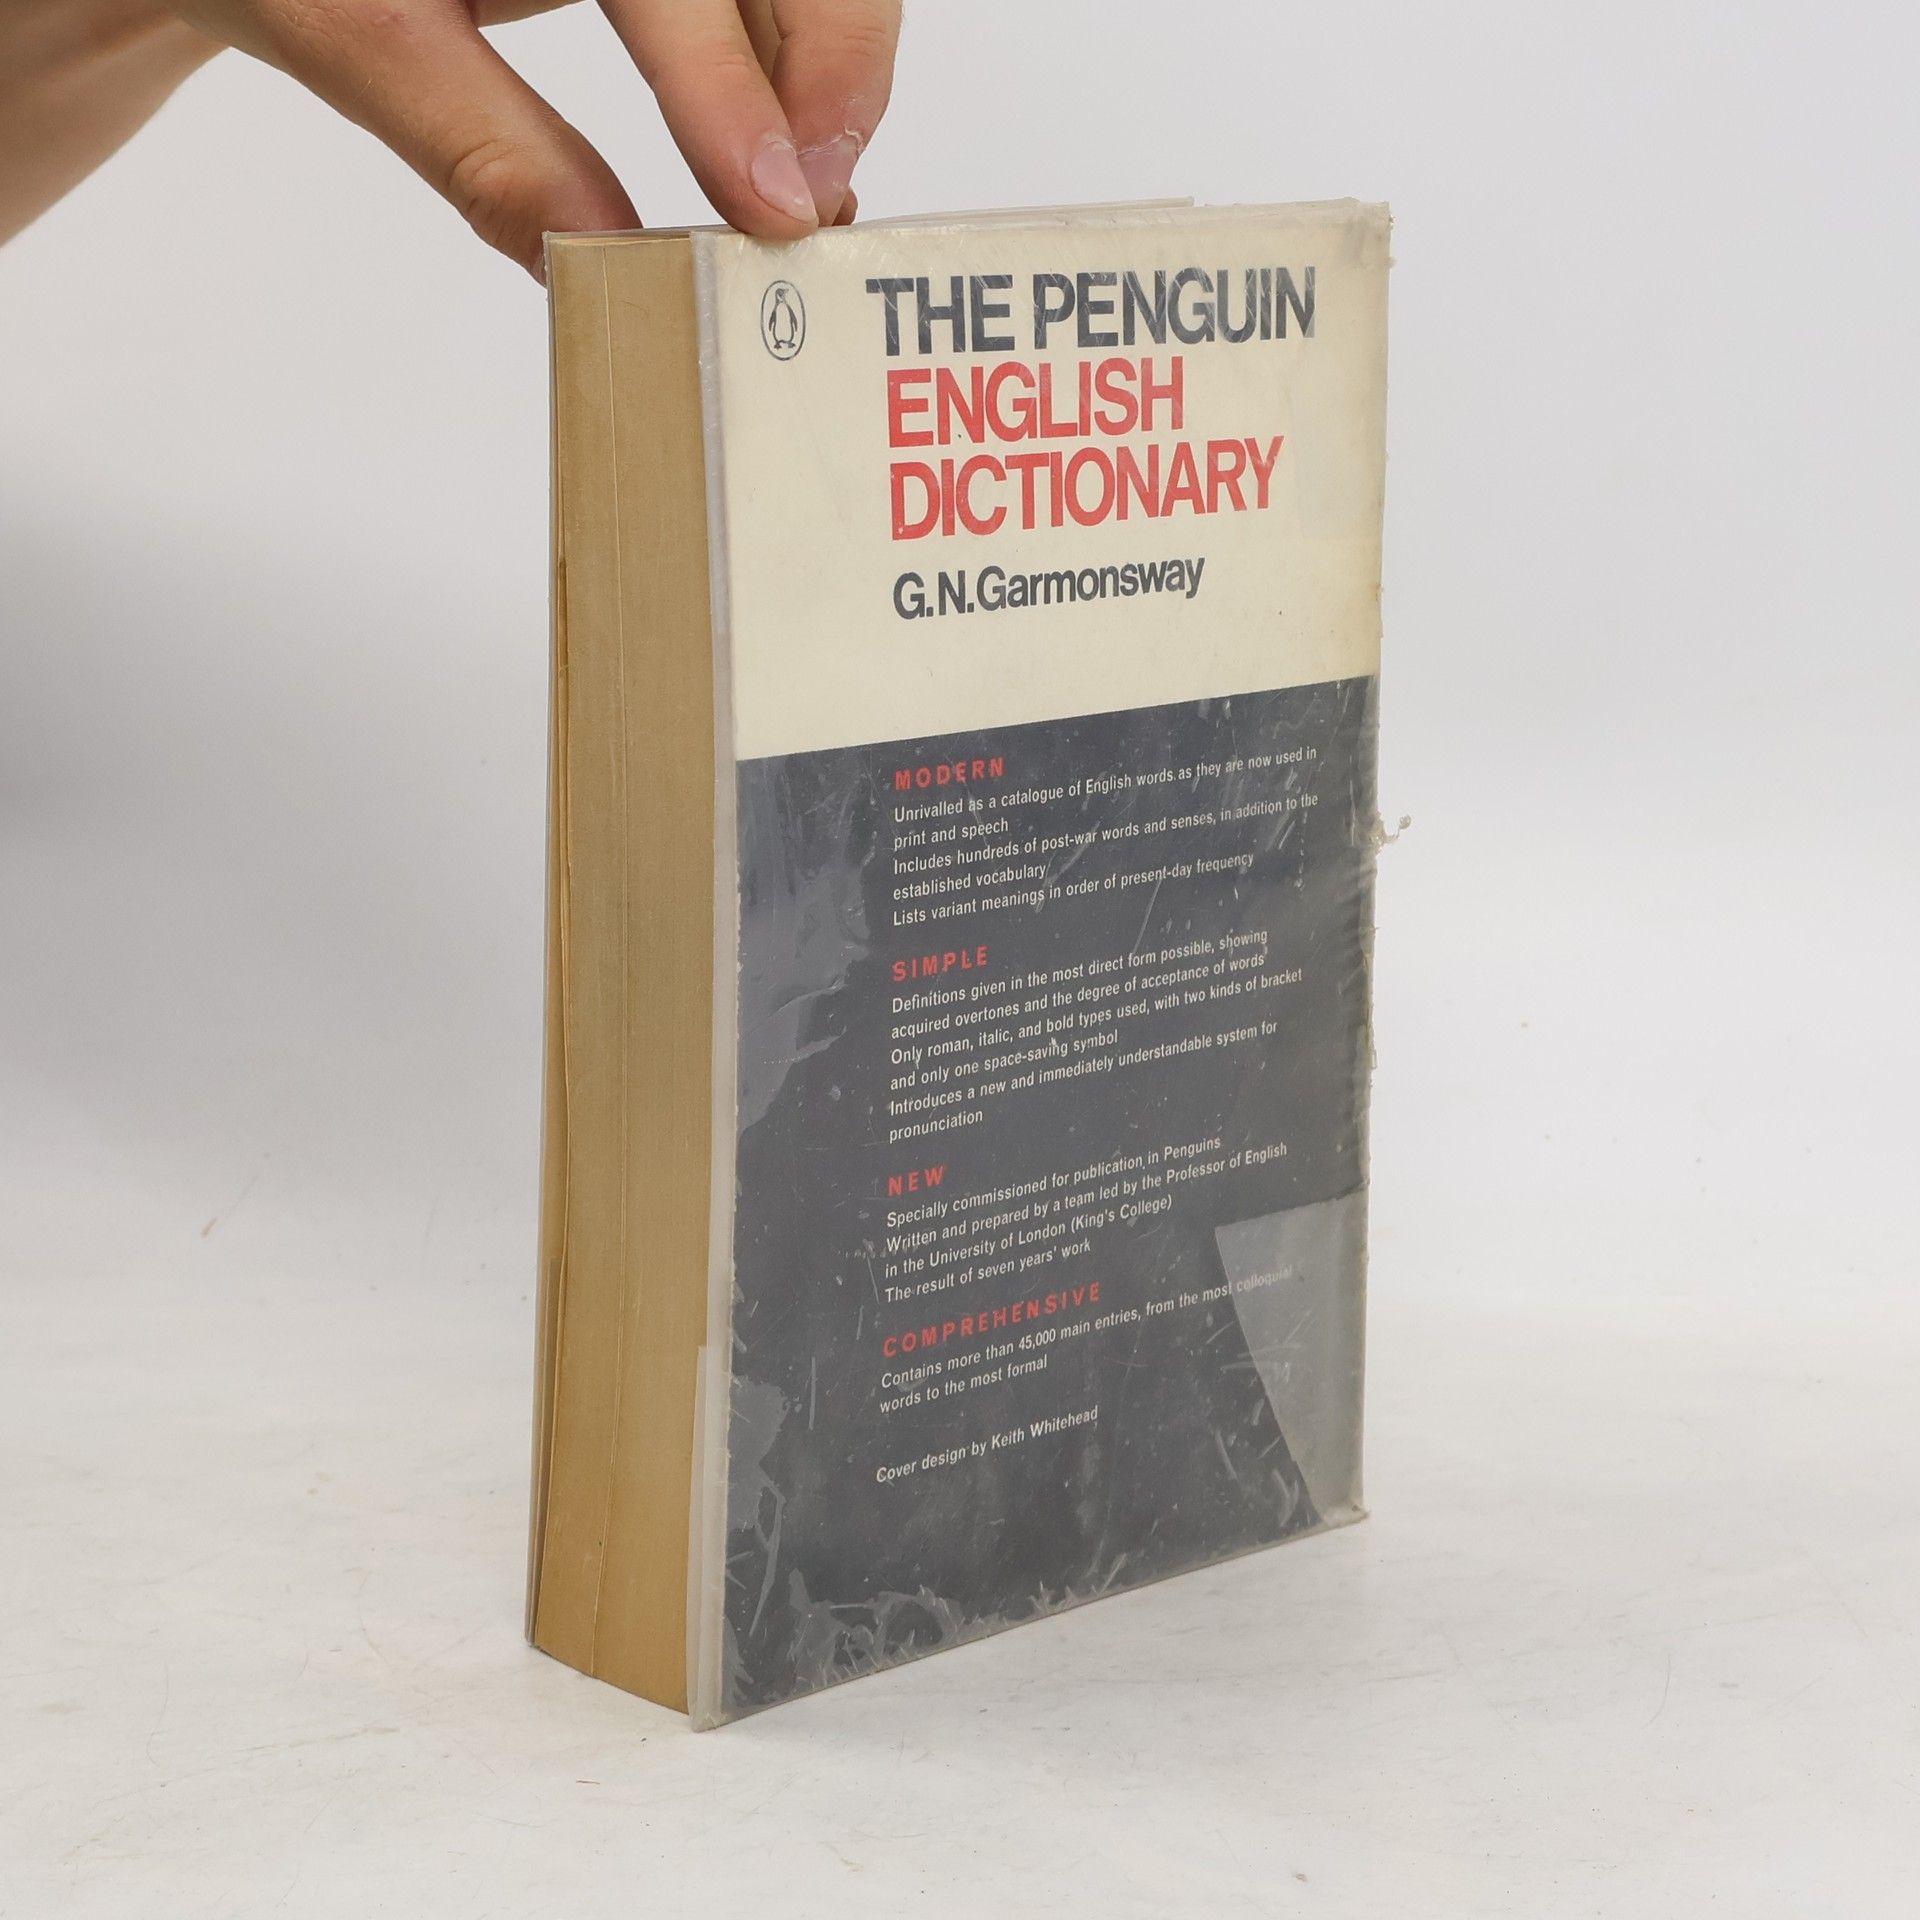 THE PENGUIN
ENGLISH
DICTIONARY
G.N.Garmonsway
MODERN
Unrivalled as a catalogue of English words as they are now used in
print and speech
Includes hundreds of post-war words and senses, in addition to the
established vocabulary
Lists variant meanings in order of present-day frequency
SIMPLE
Definitions given in the most direct form possible, showing
acquired overtones and the degree of acceptance of words
Only roman, italic, and bold types used, with two kinds of bracket
and only one space-saving symbol
Introduces a new and immediately understandable system for
pronunciation
NEW
Specially commissioned for publication in Penguins
Written and prepared by a team led by the Professor of English
in the University of London (King's College)
The result of seven years' work
COMPREHENSIVE
Contains more than 45,000 main entries, from the most colloquial
words to the most formal
Cover design by Keith Whitehead